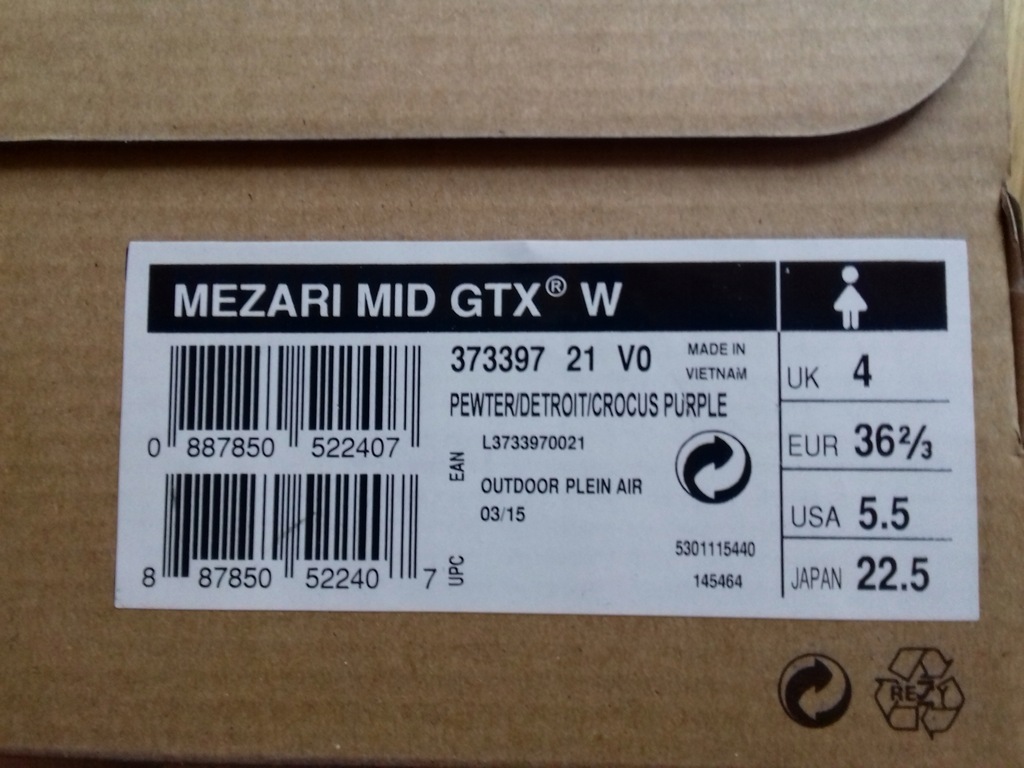 MEZARI MID GTX® W
373397 21 V0
MADE IN
VIETNAM
PEWTER/DETROIT/CROCUS PURPLE
0 887850 522407
EAN
L3733970021
OUTDOOR PLEIN AIR
03/15
8 87850 52240 7
UPC
5301115440
145464
UK 4
EUR 36⅔
USA 5.5
JAPAN 22.5
REZY